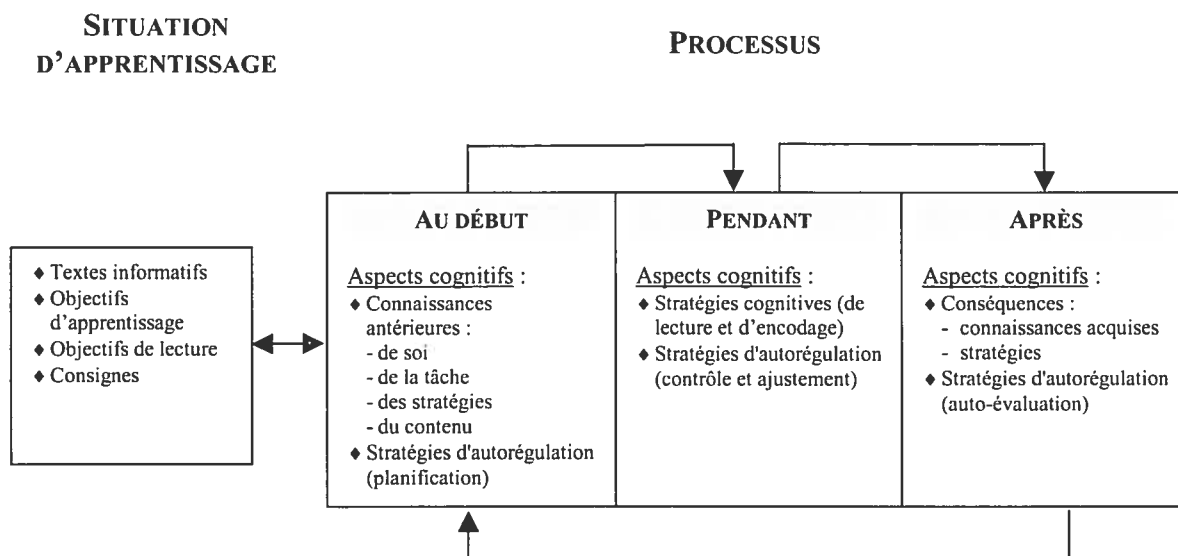 SITUATION
D'APPRENTISSAGE
PROCESSUS
♦ Textes informatifs
♦ Objectifs
d'apprentissage
♦ Objectifs de lecture
♦ Consignes
AU DÉBUT
Aspects cognitifs :
♦ Connaissances
antérieures :
- de soi
- de la tâche
- des stratégies
- du contenu
♦ Stratégies d'autorégulation
(planification)
PENDANT
Aspects cognitifs :
♦ Stratégies cognitives (de
lecture et d'encodage)
♦ Stratégies d'autorégulation
(contrôle et ajustement)
APRÈS
Aspects cognitifs :
♦ Conséquences :
- connaissances acquises
- stratégies
♦ Stratégies d'autorégulation
(auto-évaluation)